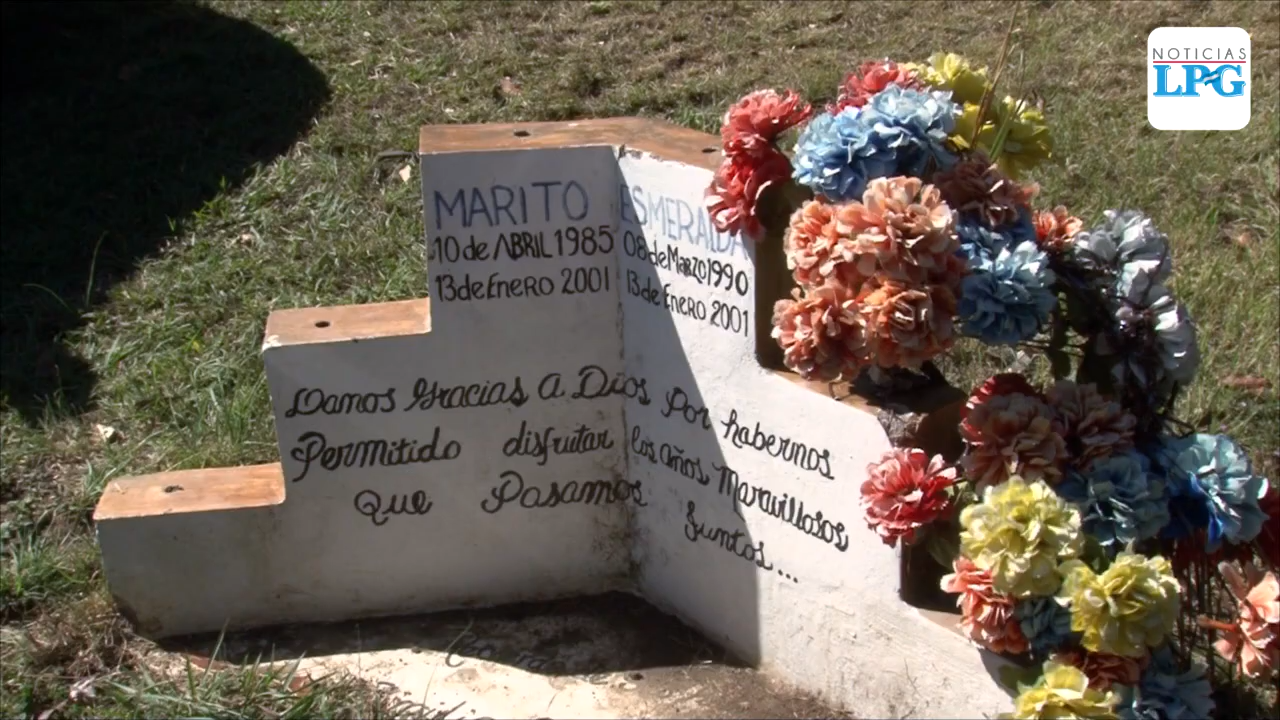 NOTICIAS
LPG
MARITO
10 de ABRIL 1985
13 de Enero 2001
ESMERALDA
08 de Marzo 1990
13 de Enero 2001
Damos Gracias A Dios Por habernos
Permitido disfrutar los años Maravillosos
Que Pasamos Juntos...